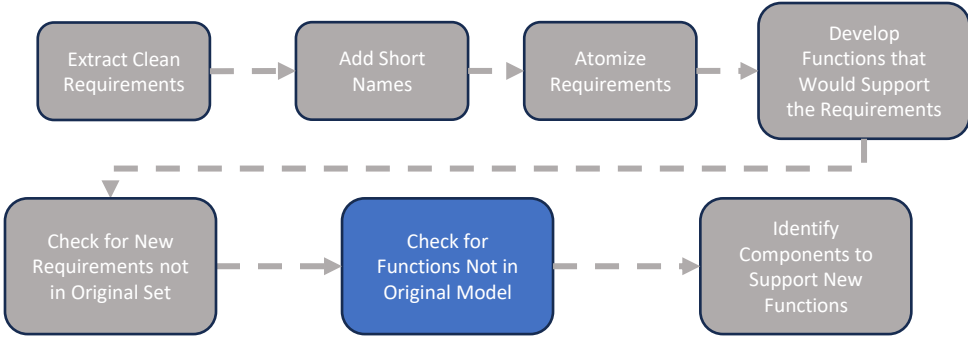 Extract Clean
Requirements
Add Short
Names
Atomize
Requirements
Develop
Functions that
Would Support
the Requirements
Check for New
Requirements not
in Original Set
Check for
Functions Not in
Original Model
Identify
Components to
Support New
Functions